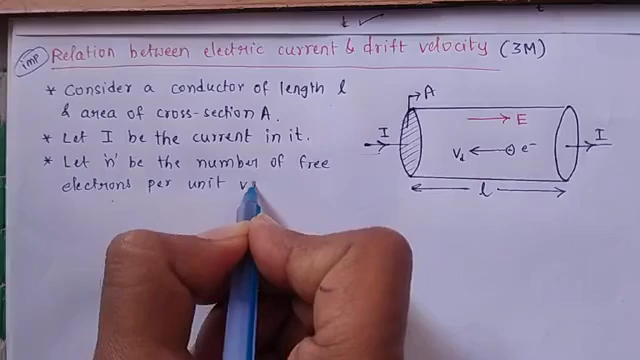 imp
Relation between electric current & drift velocity (3M)
* Consider a conductor of length l
& area of cross-section A.
* Let I be the current in it.
* Let 'n' be the number of free
electrons per unit
A
E
I
I
Vd
e-
l